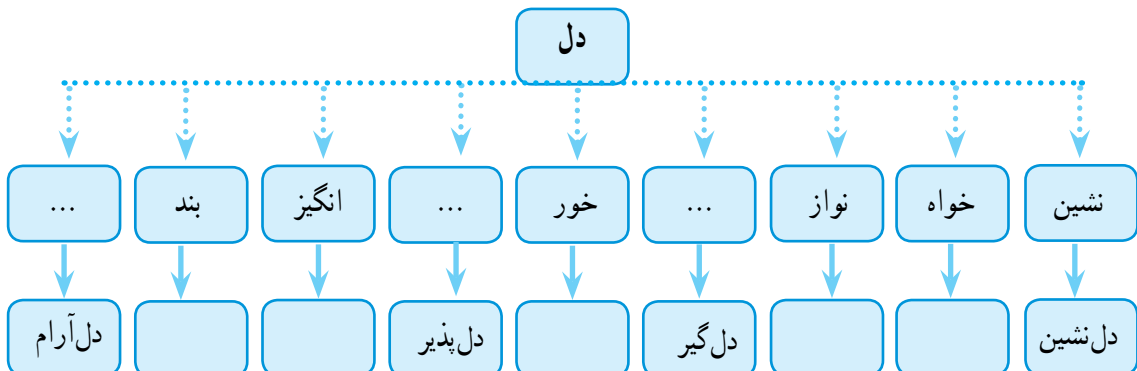 دل
نشین خواه نواز ... خور ... انگیز بند ...
دل‌نشین دل‌گیر دل‌پذیر دل‌آرام